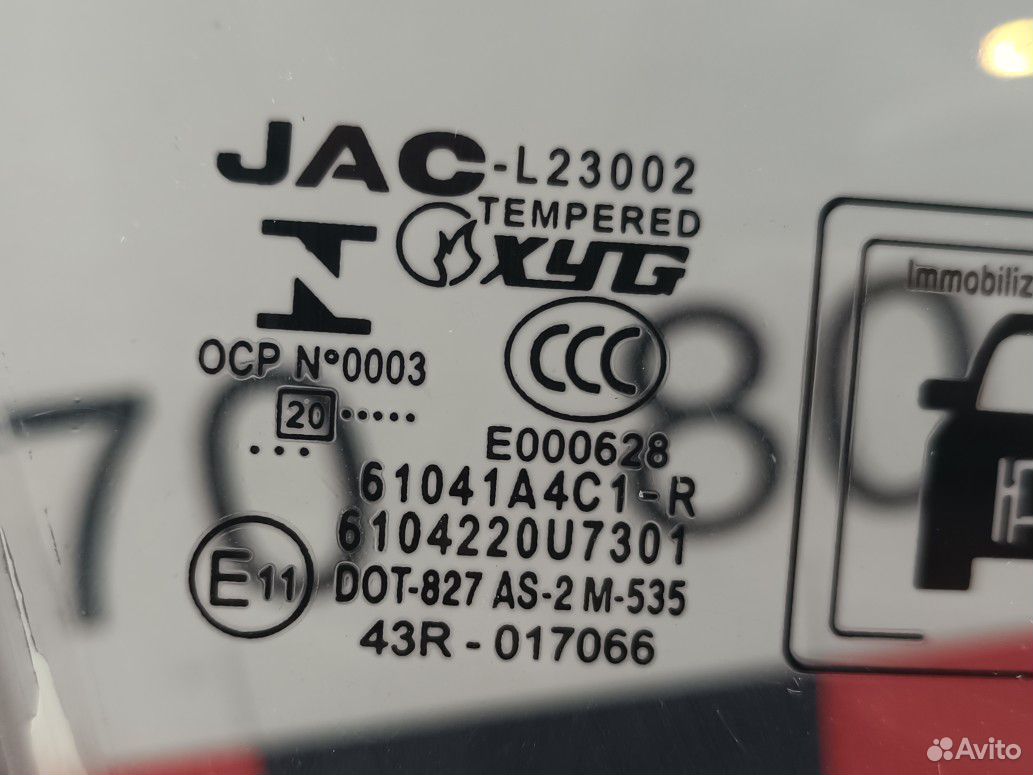 JAC-L23002
TEMPERED
XYG
OCP N°0003
CCC
20
E000628
61041A4C1-R
6104220U7301
E11
DOT-827 AS-2 M-535
43R - 017066
Immobiliz
70 80
Avito